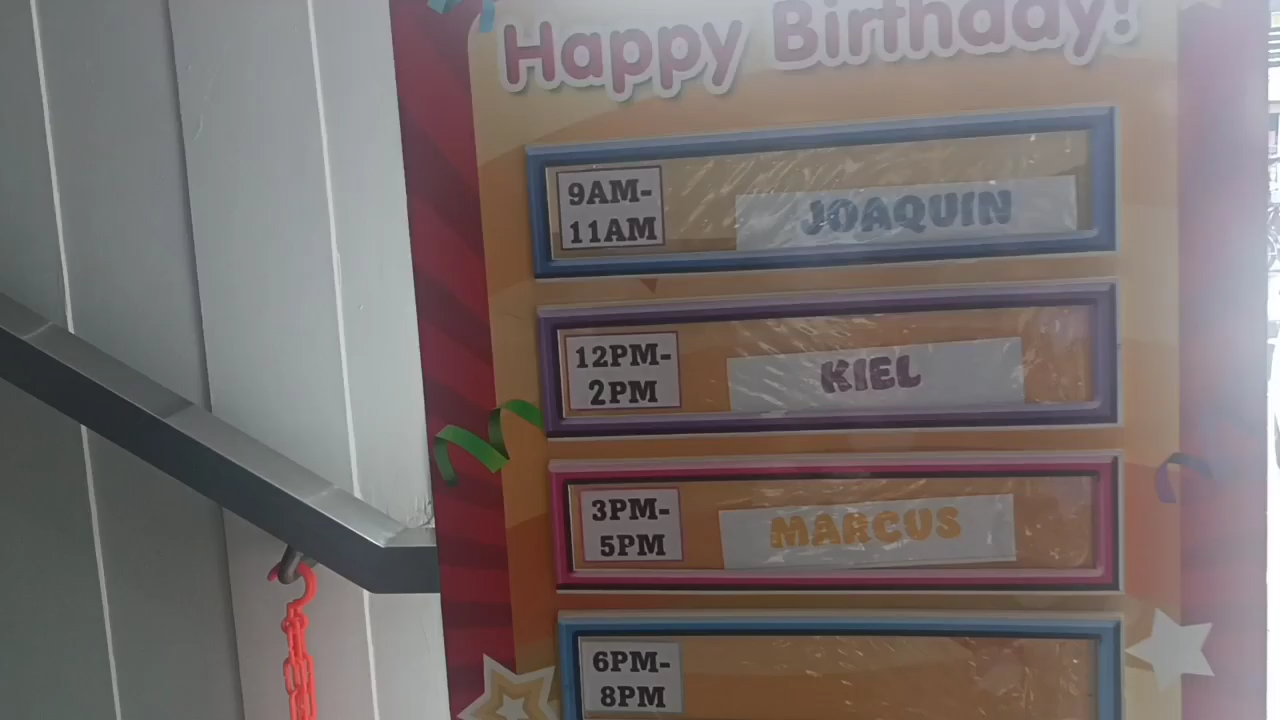 Happy Birthday!
9AM-
11AM
JOAQUIN
12PM-
2PM
KIEL
3PM-
5PM
MARCUS
6PM-
8PM